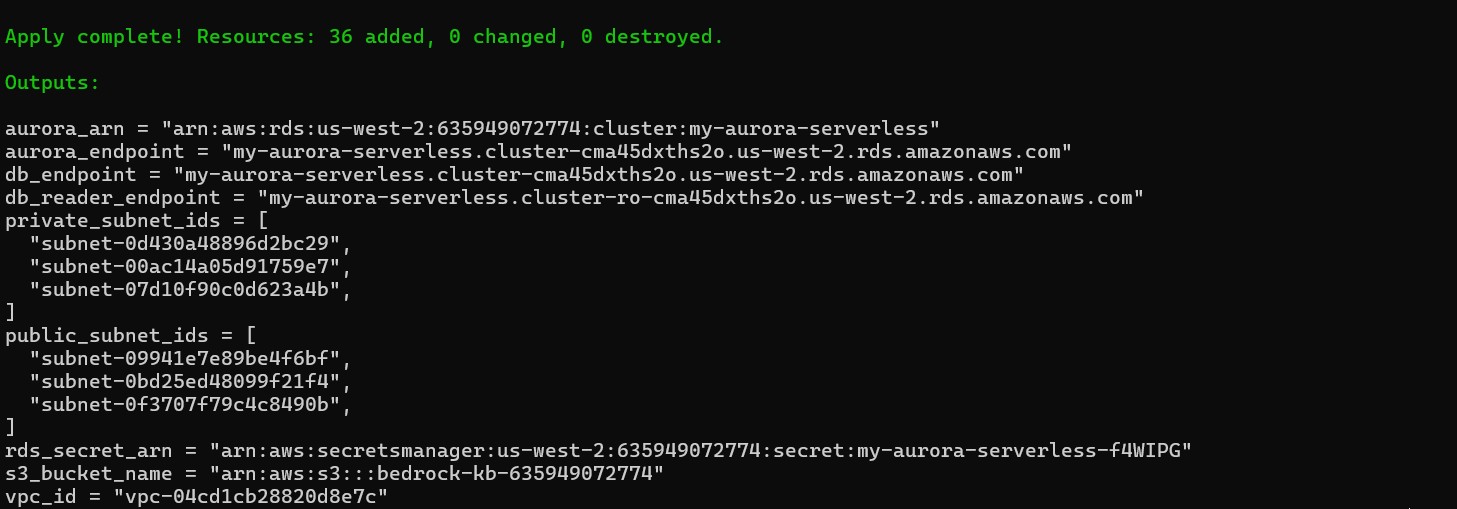 Apply complete! Resources: 36 added, 0 changed, 0 destroyed.
Outputs:
aurora_arn = "arn:aws:rds:us-west-2:635949072774:cluster:my-aurora-serverless"
aurora_endpoint = "my-aurora-serverless.cluster-cma45dxths2o.us-west-2.rds.amazonaws.com"
db_endpoint = "my-aurora-serverless.cluster-cma45dxths2o.us-west-2.rds.amazonaws.com"
db_reader_endpoint = "my-aurora-serverless.cluster-ro-cma45dxths2o.us-west-2.rds.amazonaws.com"
private_subnet_ids = [
  "subnet-0d430a48896d2bc29",
  "subnet-00ac14a05d91759e7",
  "subnet-07d10f90c0d623a4b",
]
public_subnet_ids = [
  "subnet-09941e7e89be4f6bf",
  "subnet-0bd25ed48099f21f4",
  "subnet-0f3707f79c4c8490b",
]
rds_secret_arn = "arn:aws:secretsmanager:us-west-2:635949072774:secret:my-aurora-serverless-f4WIPG"
s3_bucket_name = "arn:aws:s3:::bedrock-kb-635949072774"
vpc_id = "vpc-04cd1cb28820d8e7c"